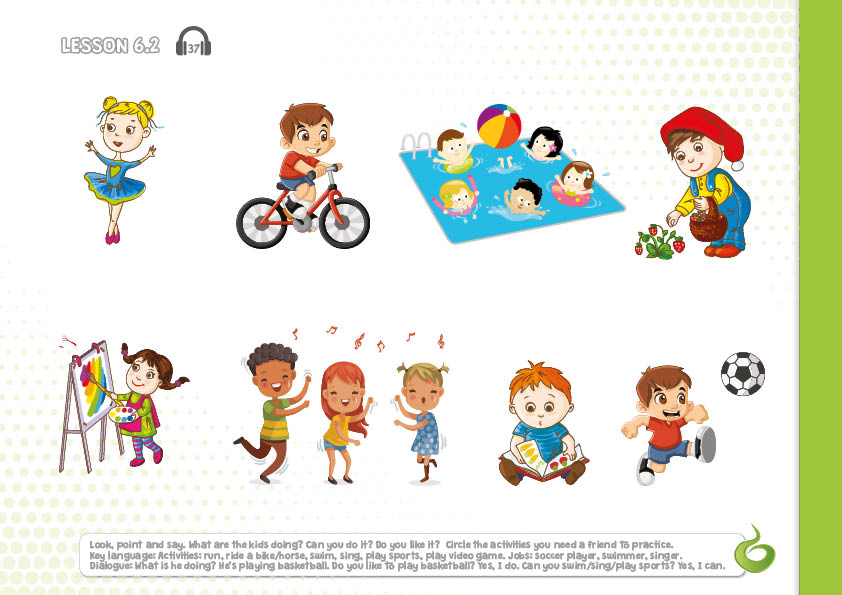 LESSON 6.2
37
Look, point and say. What are the kids doing? Can you do it? Do you like it? Circle the activities you need a friend to practice.
Key language: Activities: run, ride a bike/horse, swim, sing, play sports, play video game. Jobs: soccer player, swimmer, singer.
Dialogue: What is he doing? He's playing basketball. Do you like to play basketball? Yes, I do. Can you swim/sing/play sports? Yes, I can.